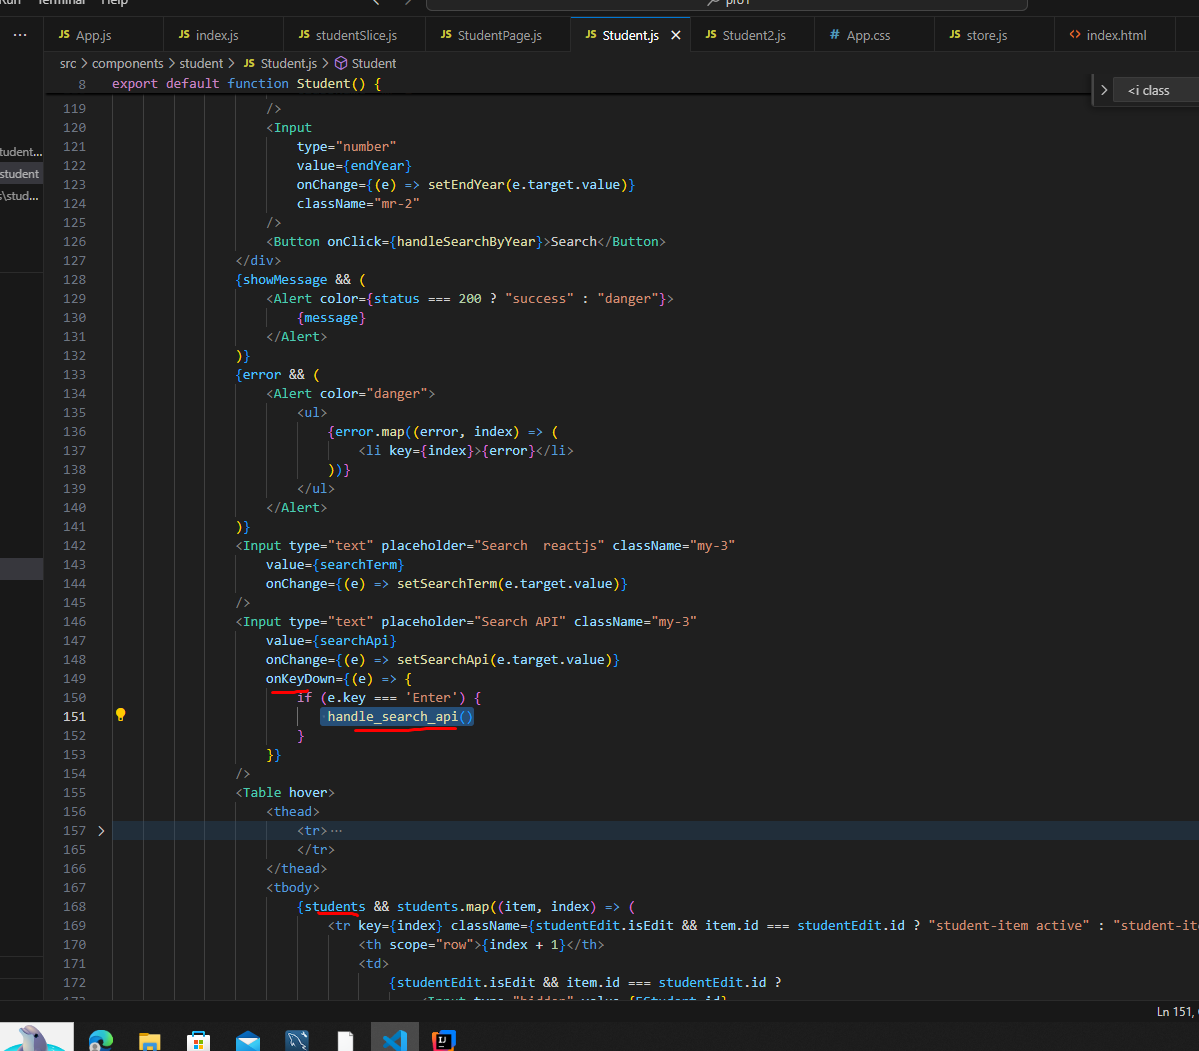 Run Terminal Help
pro1
App.js index.js studentSlice.js StudentPage.js Student.js Student2.js # App.css store.js index.html
src > components > student > JS Student.js > Student
8 export default function Student() {
<i class
tudent...
student
s\stud...
119 />
120 <Input
121 type="number"
122 value={endYear}
123 onChange={(e) => setEndYear(e.target.value)}
124 className="mr-2"
125 />
126 <Button onClick={handleSearchByYear}>Search</Button>
127 </div>
128 {showMessage && (
129 <Alert color={status === 200 ? "success" : "danger"}>
130 {message}
131 </Alert>
132 )}
133 {error && (
134 <Alert color="danger">
135 <ul>
136 {error.map((error, index) => (
137 <li key={index}>{error}</li>
138 ))}
139 </ul>
140 </Alert>
141 )}
142 <Input type="text" placeholder="Search  reactjs" className="my-3"
143 value={searchTerm}
144 onChange={(e) => setSearchTerm(e.target.value)}
145 />
146 <Input type="text" placeholder="Search API" className="my-3"
147 value={searchApi}
148 onChange={(e) => setSearchApi(e.target.value)}
149 onKeyDown={(e) => {
150 if (e.key === 'Enter') {
151 handle_search_api()
152 }
153 }}
154 />
155 <Table hover>
156 <thead>
157 <tr>···
165 </tr>
166 </thead>
167 <tbody>
168 {students && students.map((item, index) => (
169 <tr key={index} className={studentEdit.isEdit && item.id === studentEdit.id ? "student-item active" : "student-ite
170 <th scope="row">{index + 1}</th>
171 <td>
172 {studentEdit.isEdit && item.id === studentEdit.id ?
Ln 151,